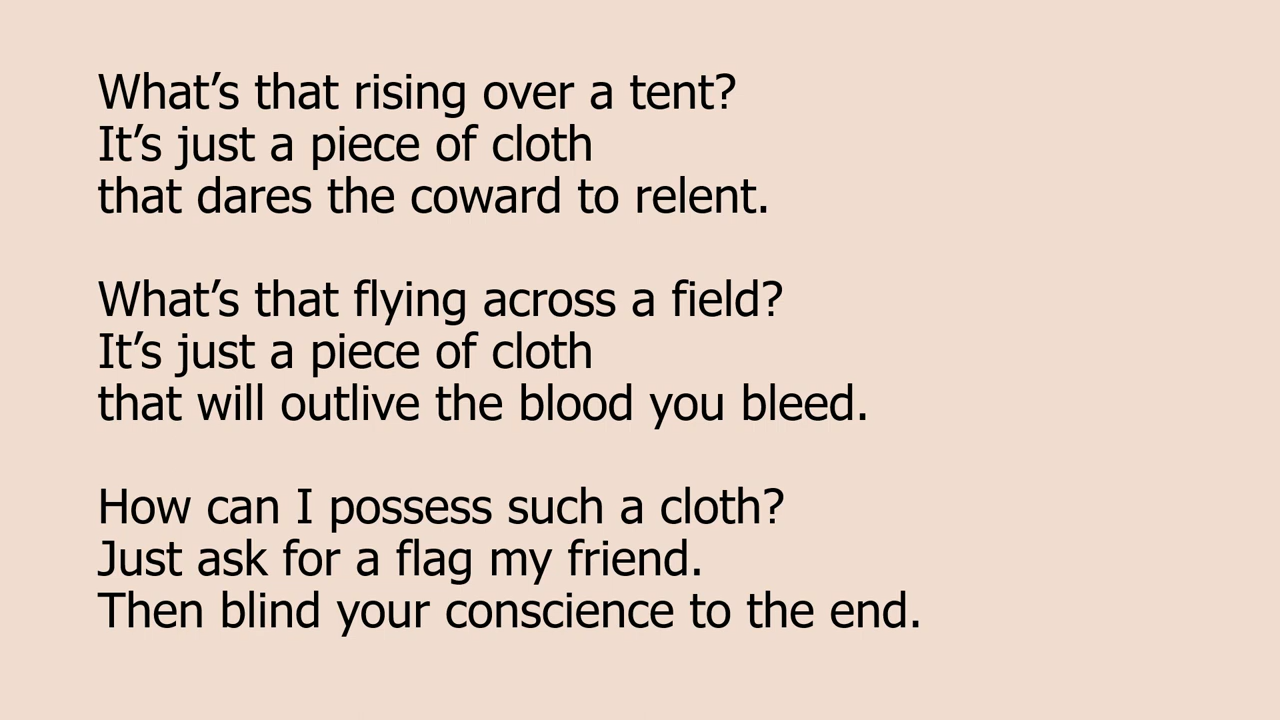 What’s that rising over a tent?
It’s just a piece of cloth
that dares the coward to relent.
What’s that flying across a field?
It’s just a piece of cloth
that will outlive the blood you bleed.
How can I possess such a cloth?
Just ask for a flag my friend.
Then blind your conscience to the end.